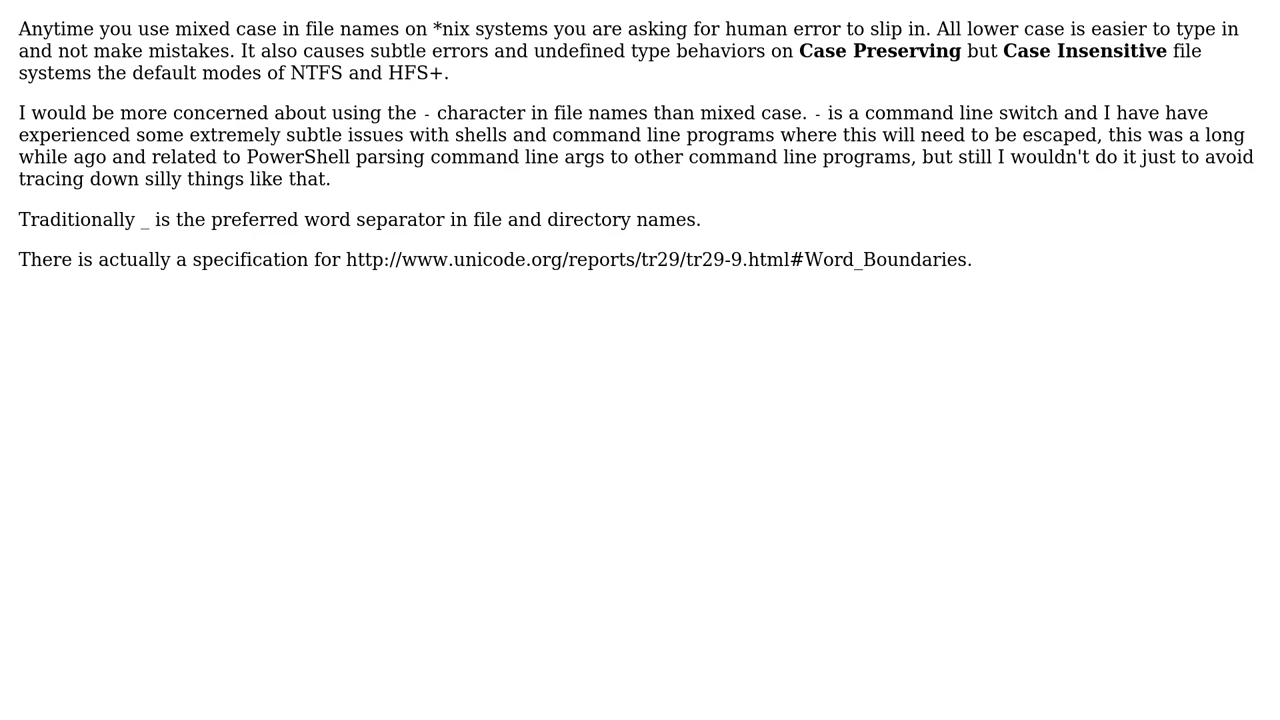 Anytime you use mixed case in file names on *nix systems you are asking for human error to slip in. All lower case is easier to type in
and not make mistakes. It also causes subtle errors and undefined type behaviors on Case Preserving but Case Insensitive file
systems the default modes of NTFS and HFS+.
I would be more concerned about using the - character in file names than mixed case. - is a command line switch and I have have
experienced some extremely subtle issues with shells and command line programs where this will need to be escaped, this was a long
while ago and related to PowerShell parsing command line args to other command line programs, but still I wouldn't do it just to avoid
tracing down silly things like that.
Traditionally _ is the preferred word separator in file and directory names.
There is actually a specification for http://www.unicode.org/reports/tr29/tr29-9.html#Word_Boundaries.